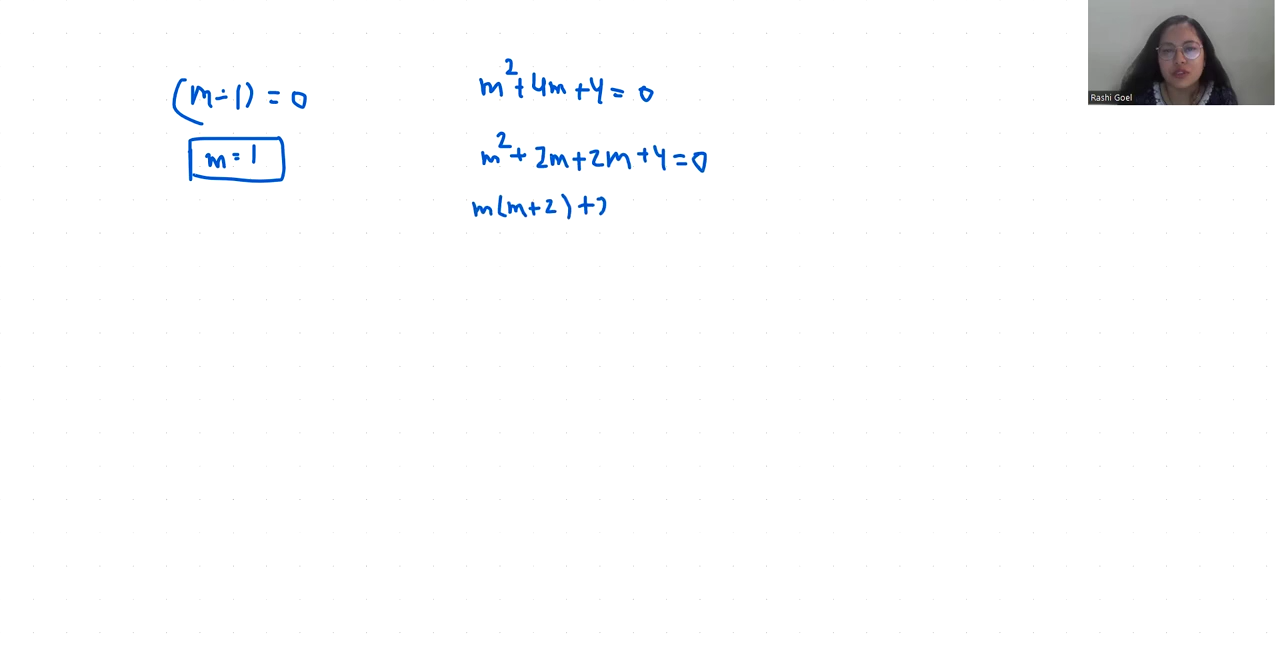 (m-1) = 0
m = 1
m²+4m+4 = 0
m²+2m+2m+4 = 0
m(m+2)+2
Rashi Goel